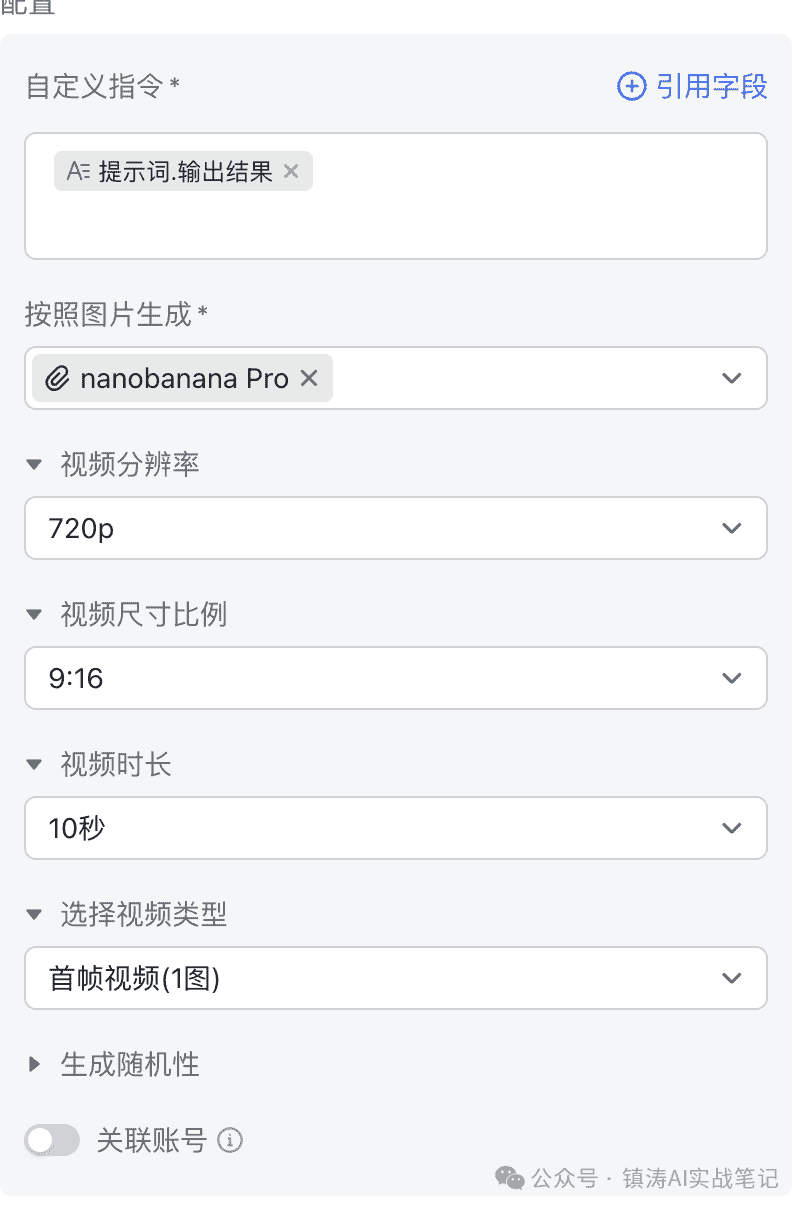 配置
自定义指令 *
引用字段
提示词.输出结果
按照图片生成 *
nanobanana Pro
视频分辨率
720p
视频尺寸比例
9:16
视频时长
10秒
选择视频类型
首帧视频(1图)
生成随机性
关联账号
公众号 · 镇涛AI实战笔记